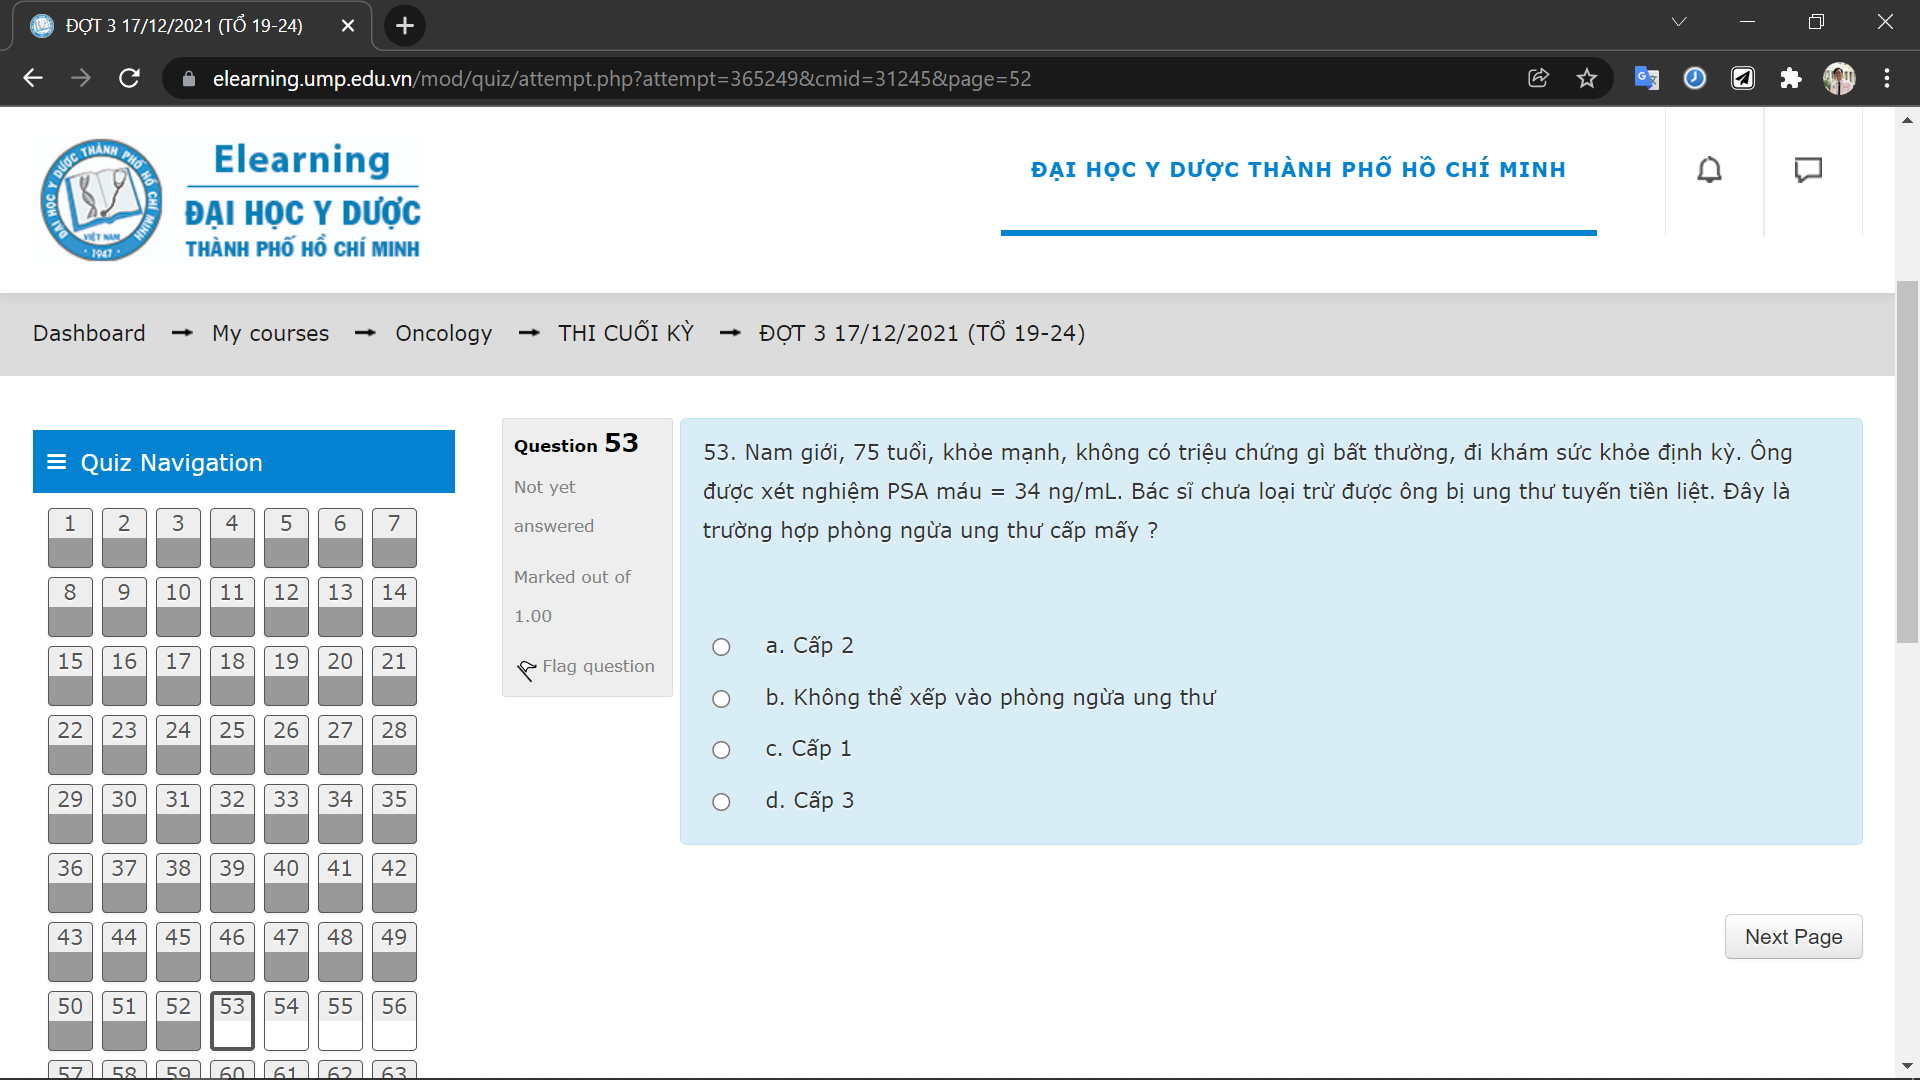 ĐỢT 3 17/12/2021 (TỔ 19-24)
elearning.ump.edu.vn/mod/quiz/attempt.php?attempt=365249&cmid=31245&page=52
ĐẠI HỌC Y DƯỢC THÀNH PHỐ HỒ CHÍ MINH
VIỆT NAM
1947
Elearning
ĐẠI HỌC Y DƯỢC
THÀNH PHỐ HỒ CHÍ MINH
ĐẠI HỌC Y DƯỢC THÀNH PHỐ HỒ CHÍ MINH
Dashboard → My courses → Oncology → THI CUỐI KỲ → ĐỢT 3 17/12/2021 (TỔ 19-24)
Quiz Navigation
1 2 3 4 5 6 7
8 9 10 11 12 13 14
15 16 17 18 19 20 21
22 23 24 25 26 27 28
29 30 31 32 33 34 35
36 37 38 39 40 41 42
43 44 45 46 47 48 49
50 51 52 53 54 55 56
57 58 59 60 61 62 63
Question 53
Not yet
answered
Marked out of
1.00
Flag question
53. Nam giới, 75 tuổi, khỏe mạnh, không có triệu chứng gì bất thường, đi khám sức khỏe định kỳ. Ông
được xét nghiệm PSA máu = 34 ng/mL. Bác sĩ chưa loại trừ được ông bị ung thư tuyến tiền liệt. Đây là
trường hợp phòng ngừa ung thư cấp mấy ?
a. Cấp 2
b. Không thể xếp vào phòng ngừa ung thư
c. Cấp 1
d. Cấp 3
Next Page